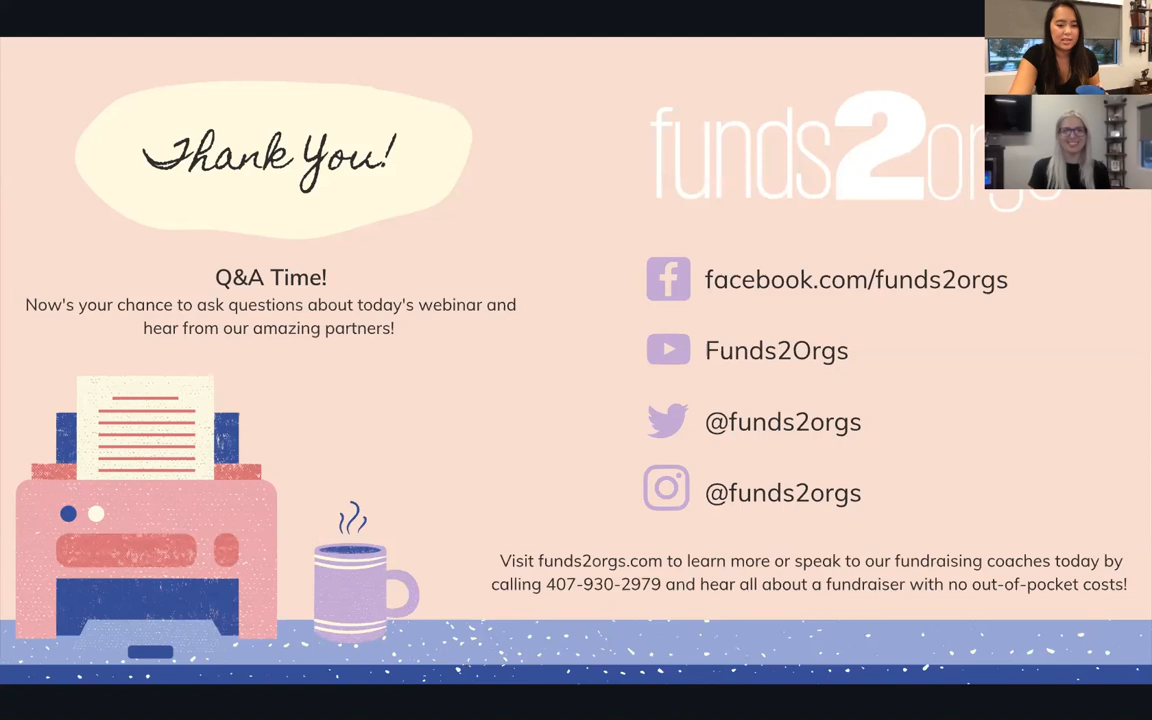 Thank You!
Q&A Time!
Now's your chance to ask questions about today's webinar and
hear from our amazing partners!
funds2orgs
facebook.com/funds2orgs
Funds2Orgs
@funds2orgs
@funds2orgs
Visit funds2orgs.com to learn more or speak to our fundraising coaches today by
calling 407-930-2979 and hear all about a fundraiser with no out-of-pocket costs!